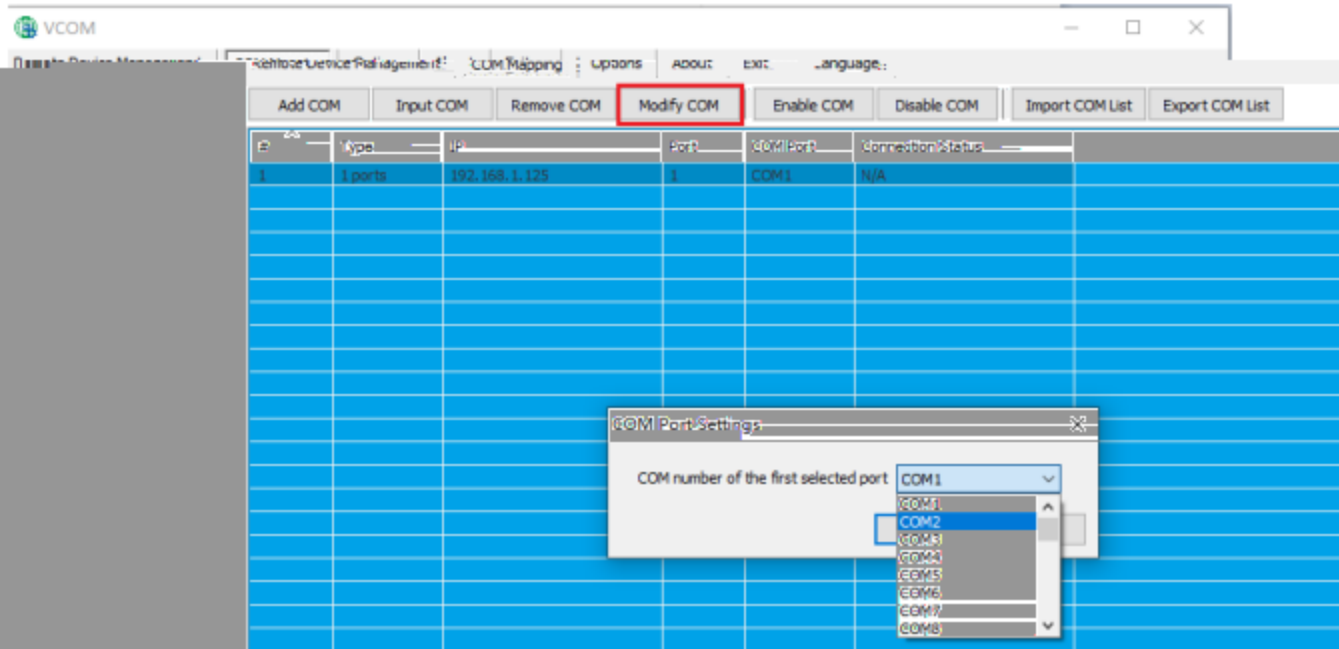 VCOM
Remote Device Management COM Mapping Options About Exit Language
Add COM Input COM Remove COM Modify COM Enable COM Disable COM Import COM List Export COM List
# Type IP Port COM Port Connection Status
1 1 ports 192.168.1.125 1 COM1 N/A
COM Port Settings
COM number of the first selected port COM1
COM1
COM2
COM3
COM4
COM5
COM6
COM7
COM8